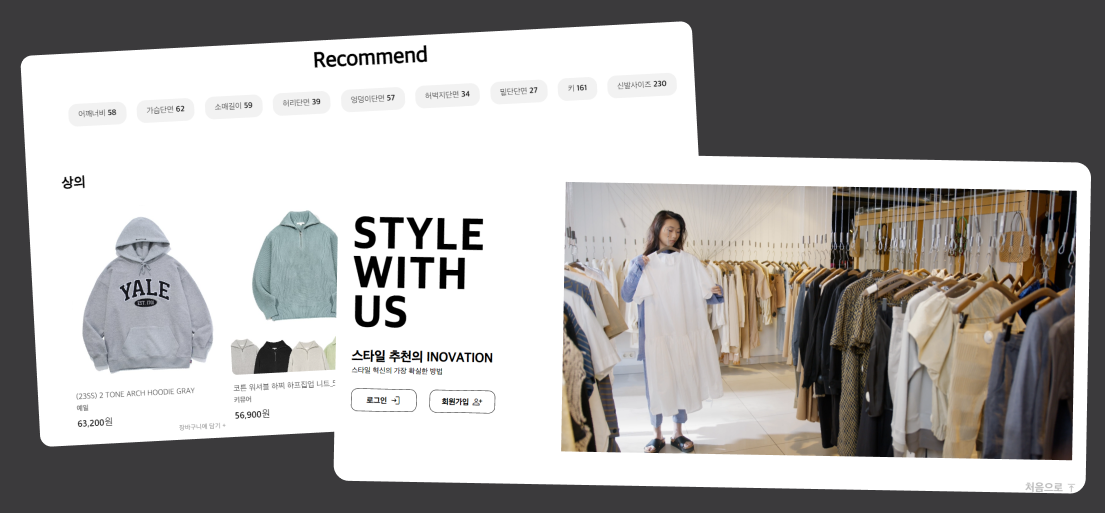 Recommend
어깨너비 58
가슴단면 62
소매길이 59
허리단면 39
엉덩이단면 57
허벅지단면 34
밑단단면 27
키 161
신발사이즈 230
상의
YALE
EST. 1701
(23SS) 2 TONE ARCH HOODIE GRAY
예일
63,200원
장바구니에 담기 +
코튼 워셔블 하찌 하프집업 니트
키뮤어
56,900원
STYLE
WITH
US
스타일 추천의 INOVATION
스타일 혁신의 가장 확실한 방법
로그인
회원가입
처음으로